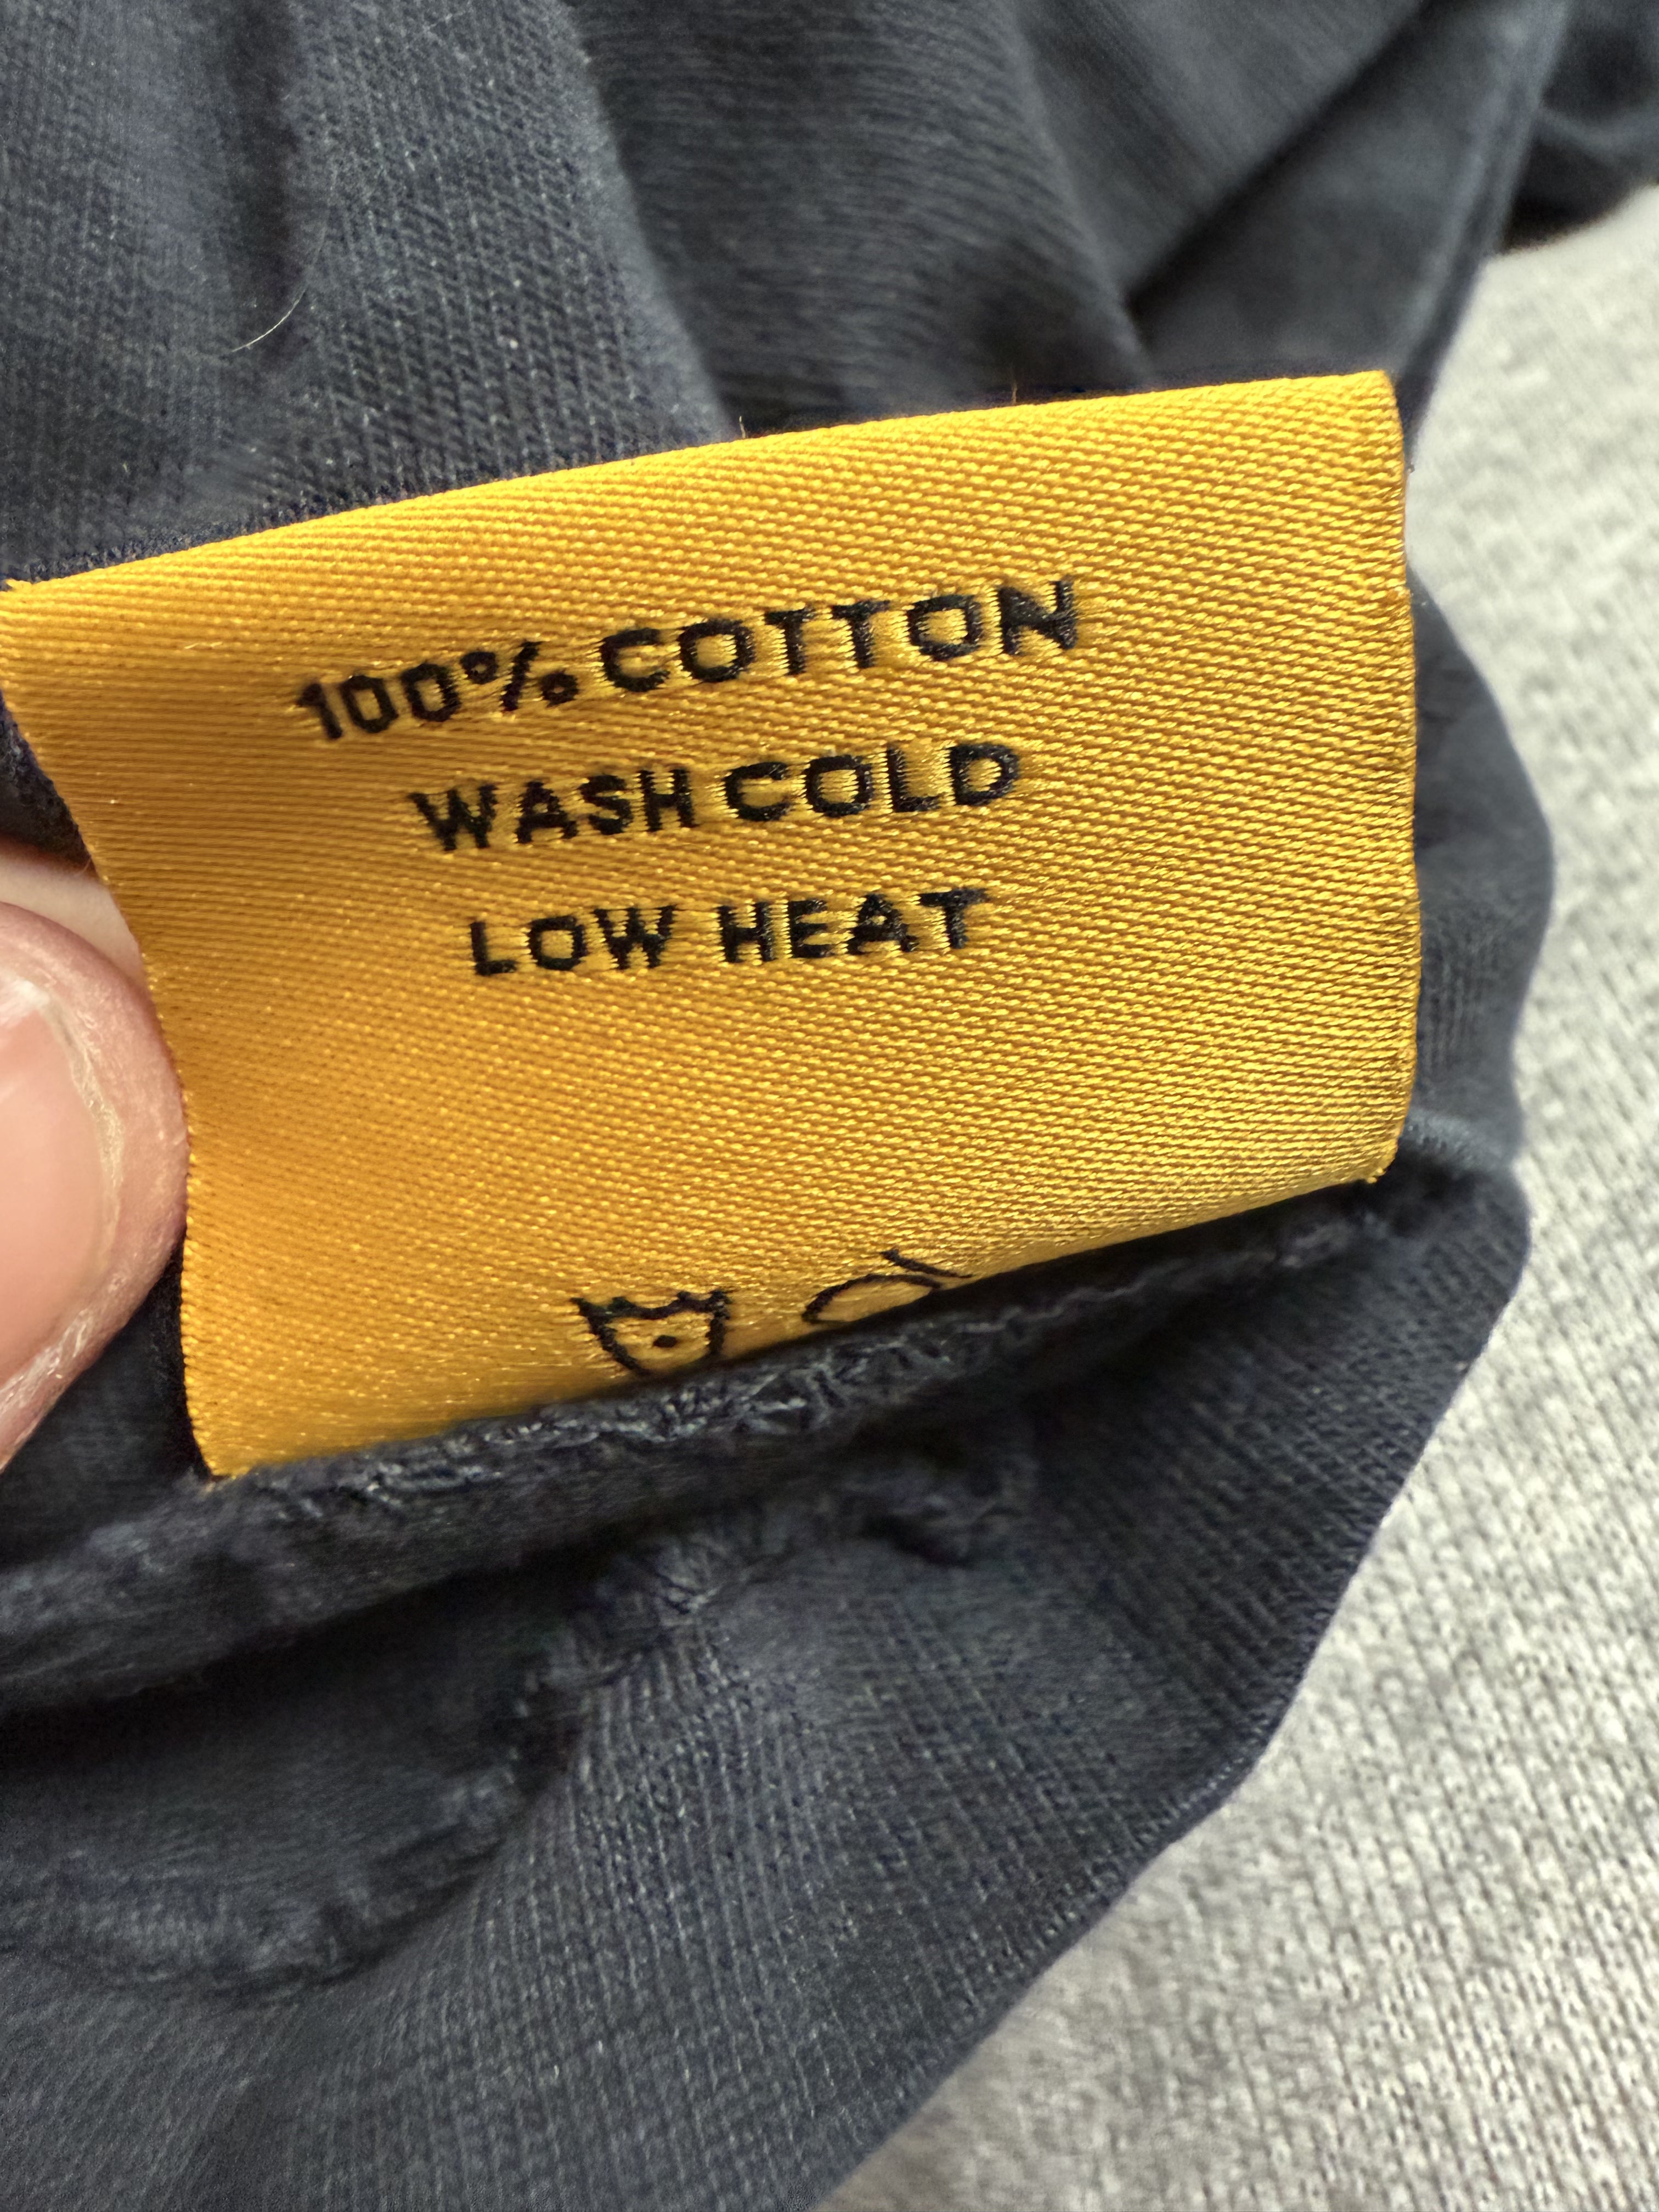 100% COTTON
WASH COLD
LOW HEAT